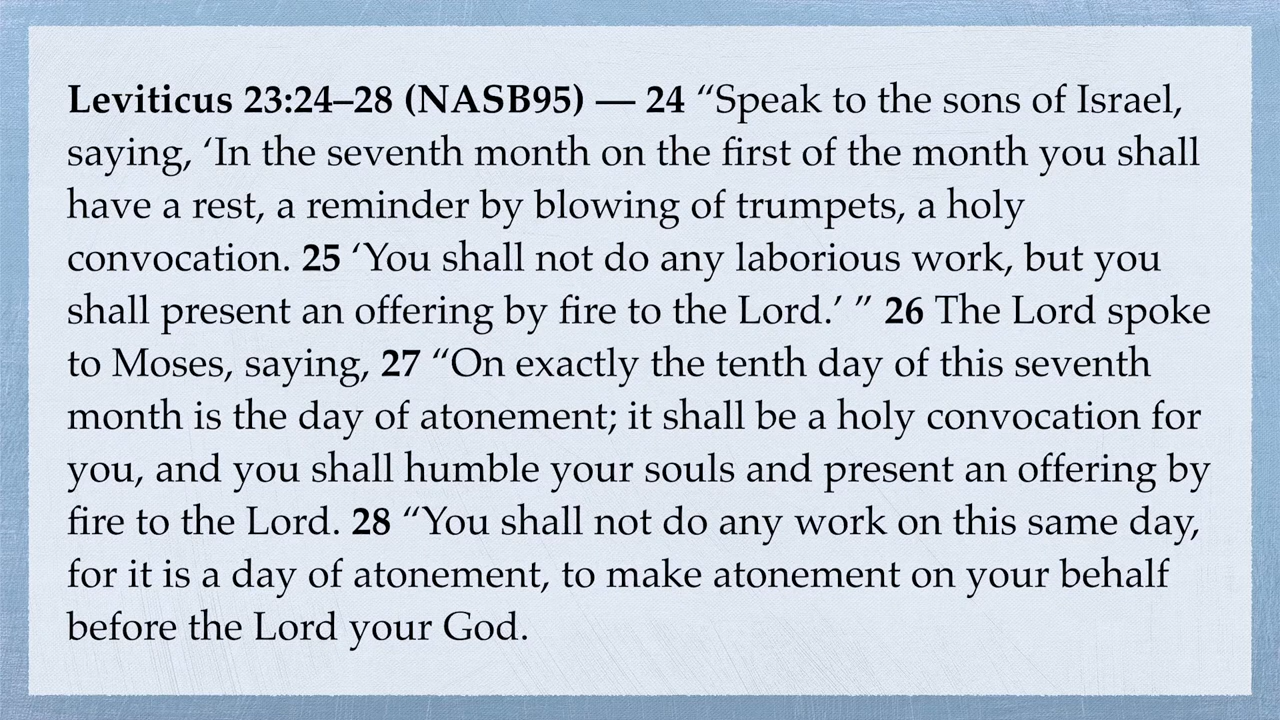 Leviticus 23:24–28 (NASB95) — 24 “Speak to the sons of Israel,
saying, ‘In the seventh month on the first of the month you shall
have a rest, a reminder by blowing of trumpets, a holy
convocation. 25 ‘You shall not do any laborious work, but you
shall present an offering by fire to the Lord.’ ” 26 The Lord spoke
to Moses, saying, 27 “On exactly the tenth day of this seventh
month is the day of atonement; it shall be a holy convocation for
you, and you shall humble your souls and present an offering by
fire to the Lord. 28 “You shall not do any work on this same day,
for it is a day of atonement, to make atonement on your behalf
before the Lord your God.